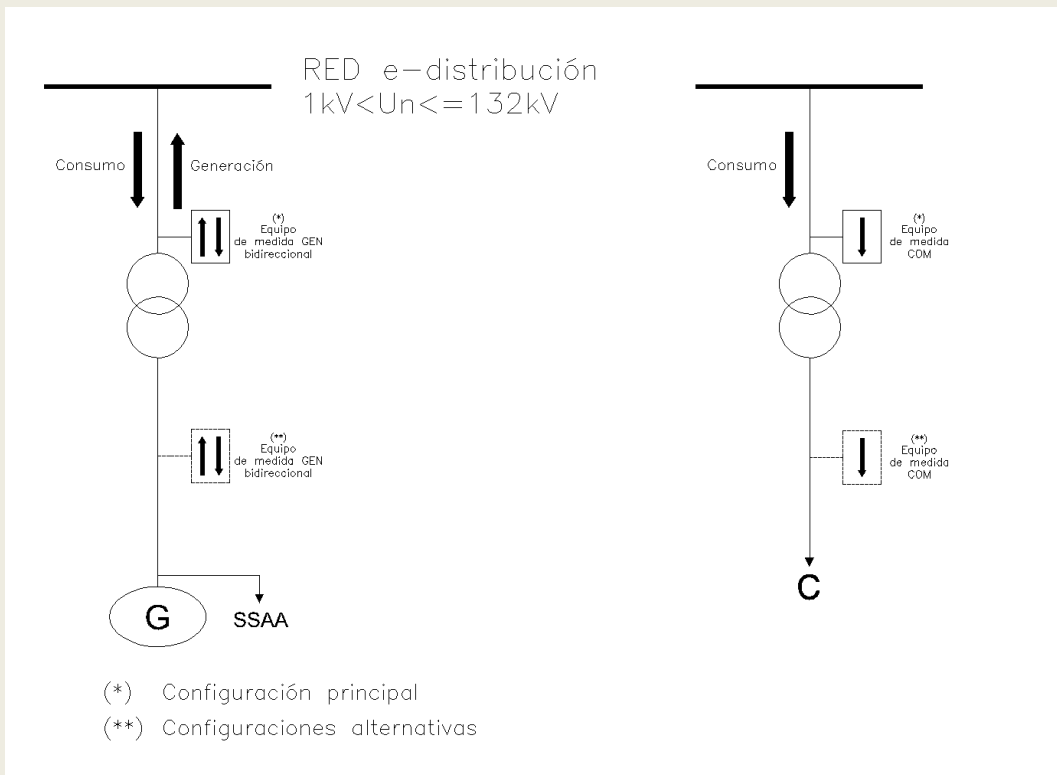 RED e-distribución
1kV<Un<=132kV
Consumo
Generación
(*)
Equipo
de medida GEN
bidireccional
(**)
Equipo
de medida GEN
bidireccional
G
SSAA
Consumo
(*)
Equipo
de medida
COM
(**)
Equipo
de medida
COM
C
(*) Configuración principal
(**) Configuraciones alternativas